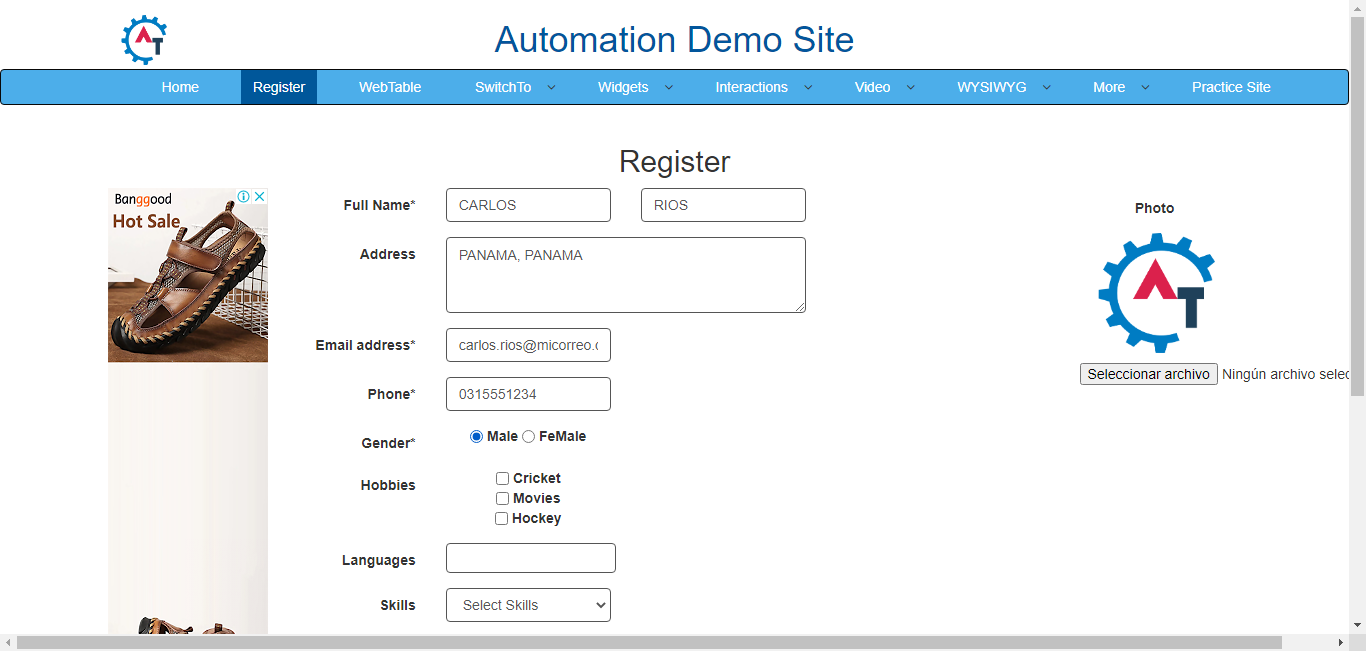 Automation Demo Site
Home Register WebTable SwitchTo Widgets Interactions Video WYSIWYG More Practice Site
Register
Banggood
Hot Sale
Full Name* CARLOS RIOS
Address PANAMA, PANAMA
Email address* carlos.rios@micorreo.c
Phone* 0315551234
Gender* Male FeMale
Hobbies Cricket
Movies
Hockey
Languages
Skills Select Skills
Photo
AT
Seleccionar archivo Ningún archivo selec